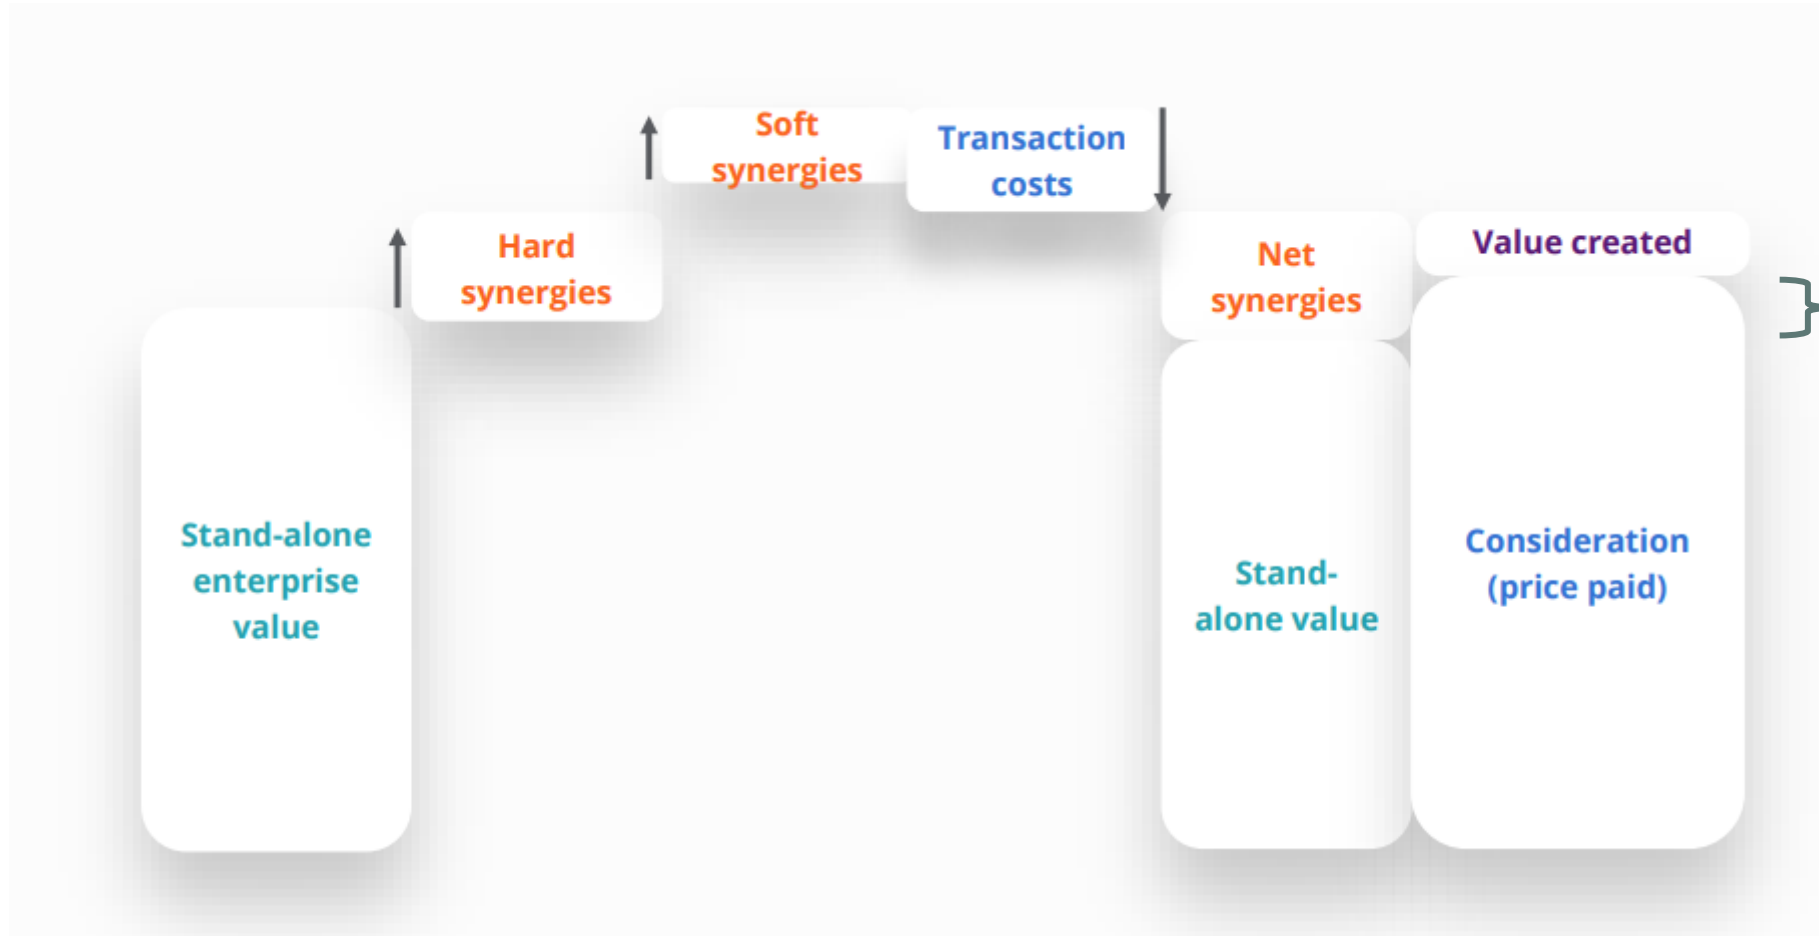 Soft
synergies
Transaction
costs
Hard
synergies
Net
synergies
Value created
Stand-alone
enterprise
value
Stand-
alone value
Consideration
(price paid)